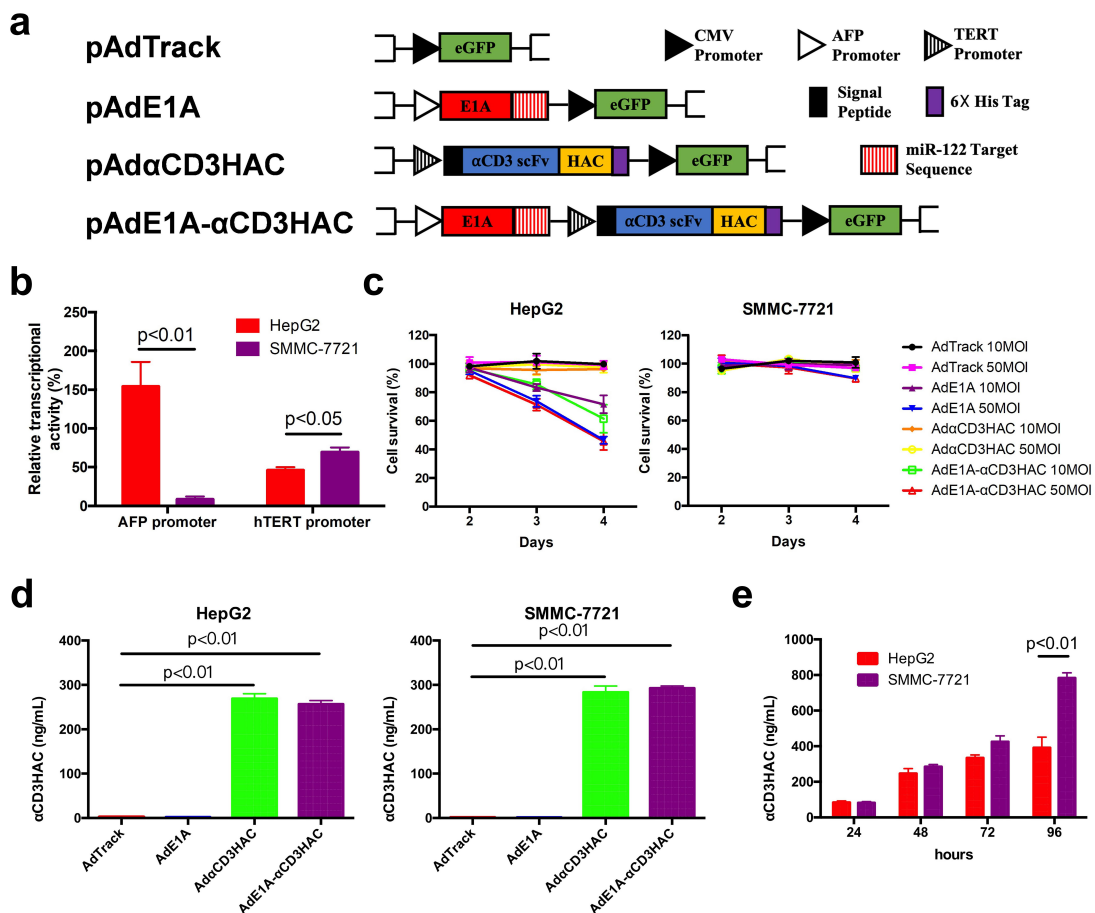 a
pAdTrack
eGFP
CMV
Promoter
AFP
Promoter
TERT
Promoter
pAdE1A
E1A
eGFP
Signal
Peptide
6X His Tag
pAdαCD3HAC
αCD3 scFv
HAC
eGFP
miR-122 Target
Sequence
pAdE1A-αCD3HAC
E1A
αCD3 scFv
HAC
eGFP
b
Relative transcriptional
activity (%)
250
200
150
100
50
0
p<0.01
p<0.05
HepG2
SMMC-7721
AFP promoter
hTERT promoter
c
HepG2
Cell survival (%)
120
100
80
60
40
20
0
2
3
4
Days
SMMC-7721
Cell survival (%)
120
100
80
60
40
20
0
2
3
4
Days
AdTrack 10MOI
AdTrack 50MOI
AdE1A 10MOI
AdE1A 50MOI
AdαCD3HAC 10MOI
AdαCD3HAC 50MOI
AdE1A-αCD3HAC 10MOI
AdE1A-αCD3HAC 50MOI
d
HepG2
αCD3HAC (ng/mL)
400
300
200
100
0
p<0.01
p<0.01
AdTrack
AdE1A
AdαCD3HAC
AdE1A-αCD3HAC
SMMC-7721
αCD3HAC (ng/mL)
400
300
200
100
0
p<0.01
p<0.01
AdTrack
AdE1A
AdαCD3HAC
AdE1A-αCD3HAC
e
αCD3HAC (ng/mL)
1000
800
600
400
200
0
HepG2
SMMC-7721
p<0.01
24
48
72
96
hours